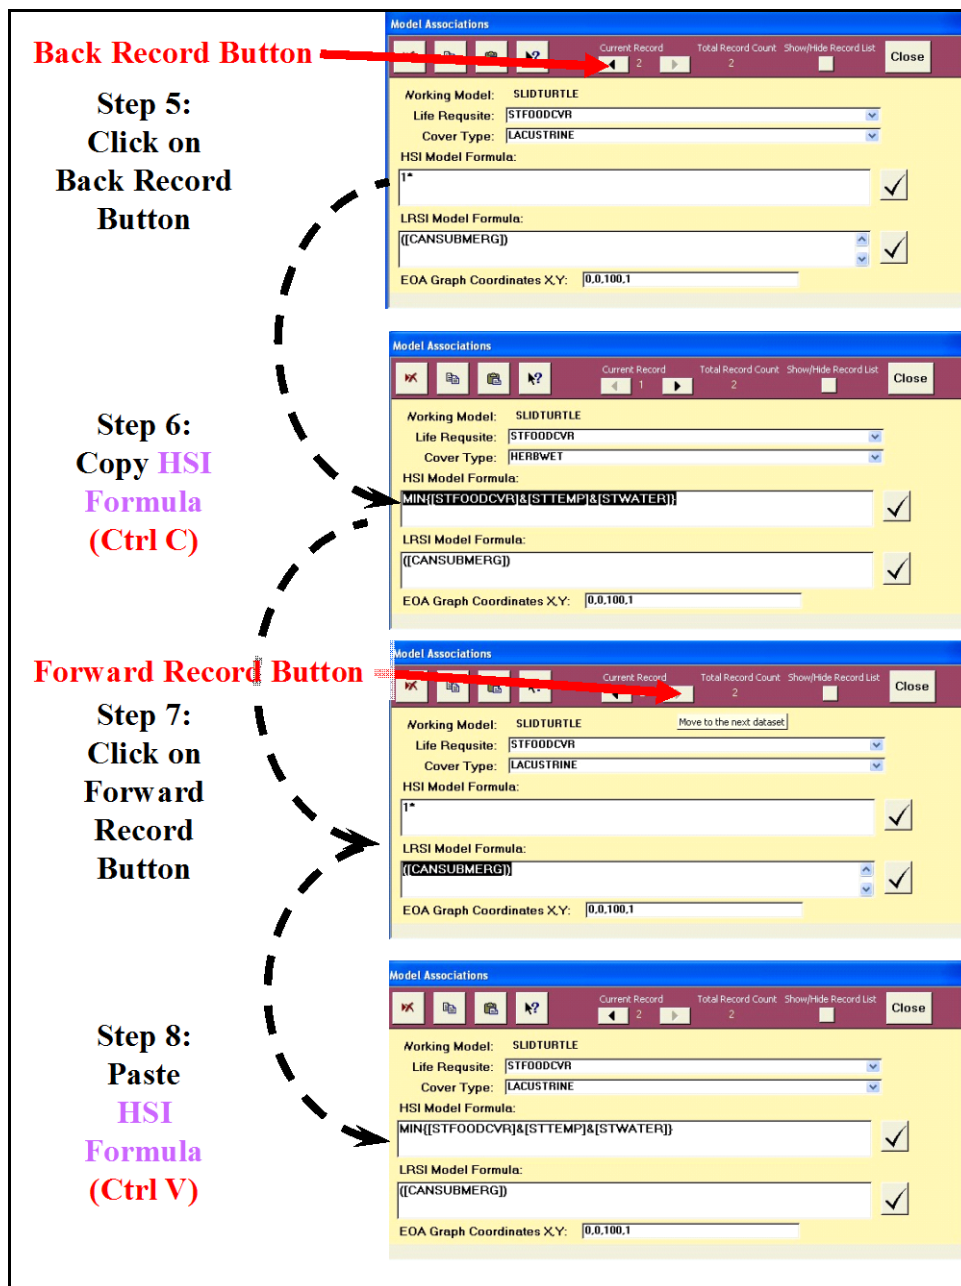 Model Associations
Back Record Button
Current Record
Total Record Count
Show/Hide Record List
2
2
Close
Step 5:
Click on
Back Record
Button
Working Model: SLIDTURTLE
Life Requsite: STFOODCVR
Cover Type: LACUSTRINE
HSI Model Formula:
1*
LRSI Model Formula:
([CANSUBMERG])
EOA Graph Coordinates X,Y: 0,0,100,1
Model Associations
Current Record
Total Record Count
Show/Hide Record List
1
2
Close
Step 6:
Copy HSI
Formula
(Ctrl C)
Working Model: SLIDTURTLE
Life Requsite: STFOODCVR
Cover Type: HERBWET
HSI Model Formula:
MIN{[STFOODCVR]&[STTEMP]&[STWATER]}
LRSI Model Formula:
([CANSUBMERG])
EOA Graph Coordinates X,Y: 0,0,100,1
Model Associations
Forward Record Button
Current Record
Total Record Count
Show/Hide Record List
2
Close
Move to the next dataset
Step 7:
Click on
Forward
Record
Button
Working Model: SLIDTURTLE
Life Requsite: STFOODCVR
Cover Type: LACUSTRINE
HSI Model Formula:
1*
LRSI Model Formula:
([CANSUBMERG])
EOA Graph Coordinates X,Y: 0,0,100,1
Model Associations
Current Record
Total Record Count
Show/Hide Record List
2
2
Close
Step 8:
Paste
HSI
Formula
(Ctrl V)
Working Model: SLIDTURTLE
Life Requsite: STFOODCVR
Cover Type: LACUSTRINE
HSI Model Formula:
MIN{[STFOODCVR]&[STTEMP]&[STWATER]}
LRSI Model Formula:
([CANSUBMERG])
EOA Graph Coordinates X,Y: 0,0,100,1